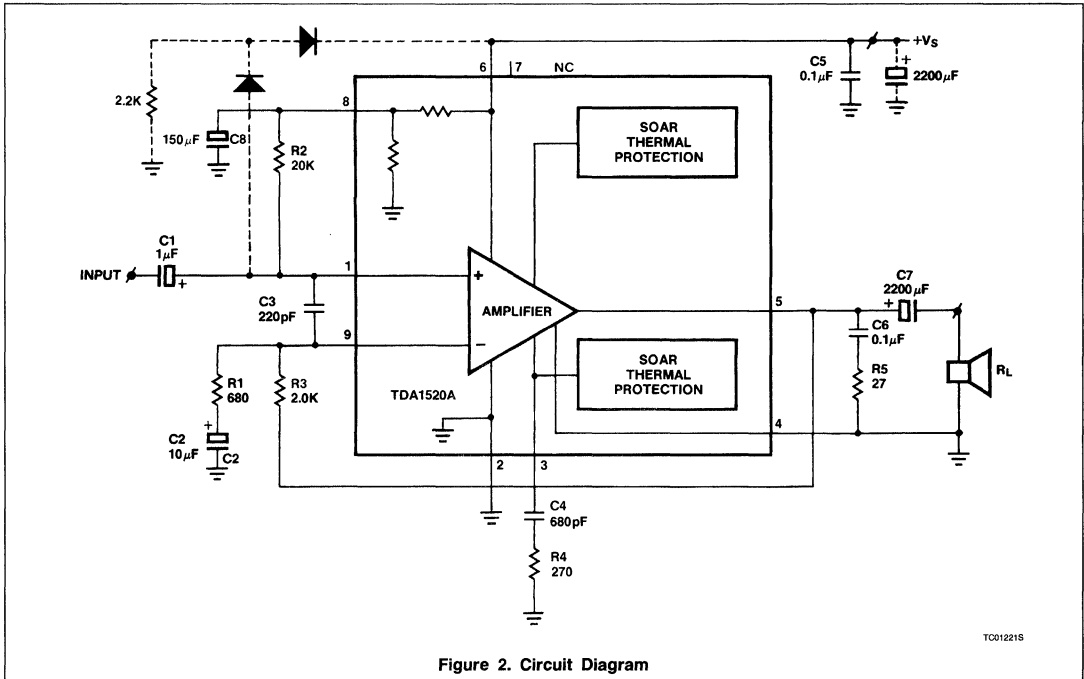 +VS
6
7
NC
C5
0.1µF
+
2200µF
2.2K
8
150µF
C8
R2
20K
SOAR
THERMAL
PROTECTION
C1
1µF
INPUT
+
1
+
C3
220pF
AMPLIFIER
5
C7
2200µF
+
C6
0.1µF
9
−
R1
680
R3
2.0K
TDA1520A
SOAR
THERMAL
PROTECTION
R5
27
RL
4
+
C2
10µF
C2
2
3
C4
680pF
R4
270
TC01221S
Figure 2. Circuit Diagram